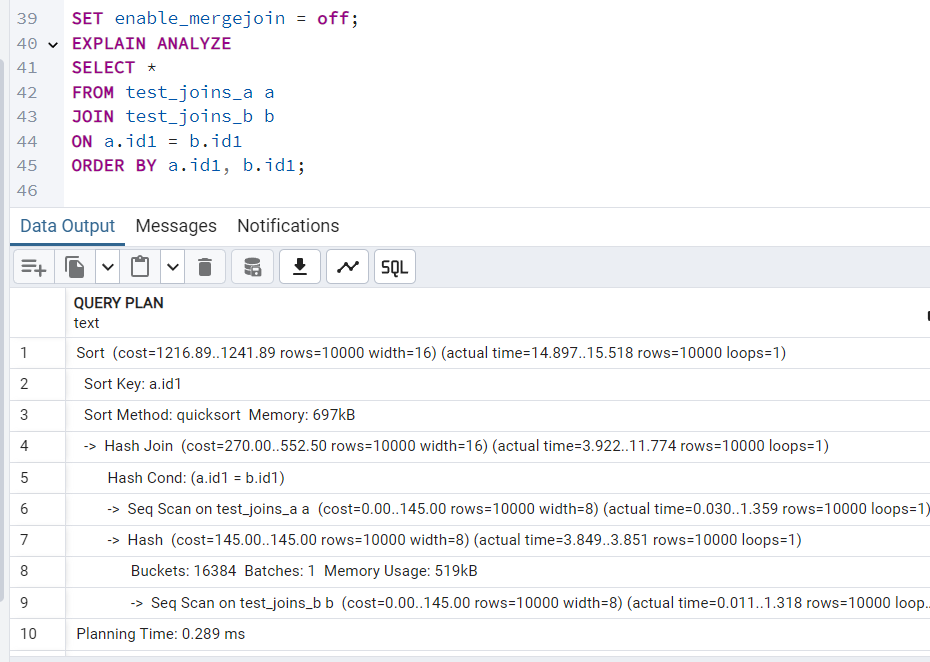 39 SET enable_mergejoin = off;
40 EXPLAIN ANALYZE
41 SELECT *
42 FROM test_joins_a a
43 JOIN test_joins_b b
44 ON a.id1 = b.id1
45 ORDER BY a.id1, b.id1;
46
Data Output Messages Notifications
SQL
QUERY PLAN
text
1 Sort (cost=1216.89..1241.89 rows=10000 width=16) (actual time=14.897..15.518 rows=10000 loops=1)
2 Sort Key: a.id1
3 Sort Method: quicksort Memory: 697kB
4 -> Hash Join (cost=270.00..552.50 rows=10000 width=16) (actual time=3.922..11.774 rows=10000 loops=1)
5 Hash Cond: (a.id1 = b.id1)
6 -> Seq Scan on test_joins_a a (cost=0.00..145.00 rows=10000 width=8) (actual time=0.030..1.359 rows=10000 loops=1)
7 -> Hash (cost=145.00..145.00 rows=10000 width=8) (actual time=3.849..3.851 rows=10000 loops=1)
8 Buckets: 16384 Batches: 1 Memory Usage: 519kB
9 -> Seq Scan on test_joins_b b (cost=0.00..145.00 rows=10000 width=8) (actual time=0.011..1.318 rows=10000 loop...
10 Planning Time: 0.289 ms